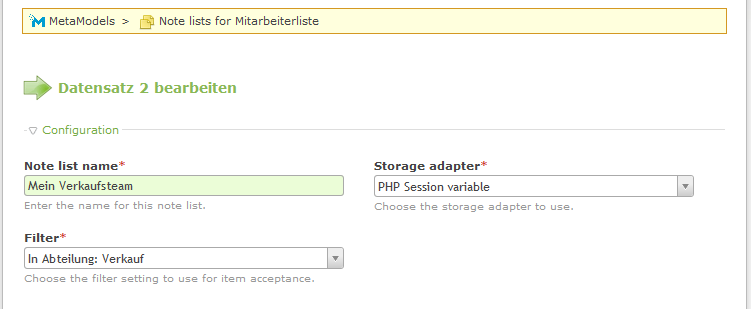 MetaModels > Note lists for Mitarbeiterliste
Datensatz 2 bearbeiten
Configuration
Note list name*
Mein Verkaufsteam
Enter the name for this note list.
Storage adapter*
PHP Session variable
Choose the storage adapter to use.
Filter*
In Abteilung: Verkauf
Choose the filter setting to use for item acceptance.